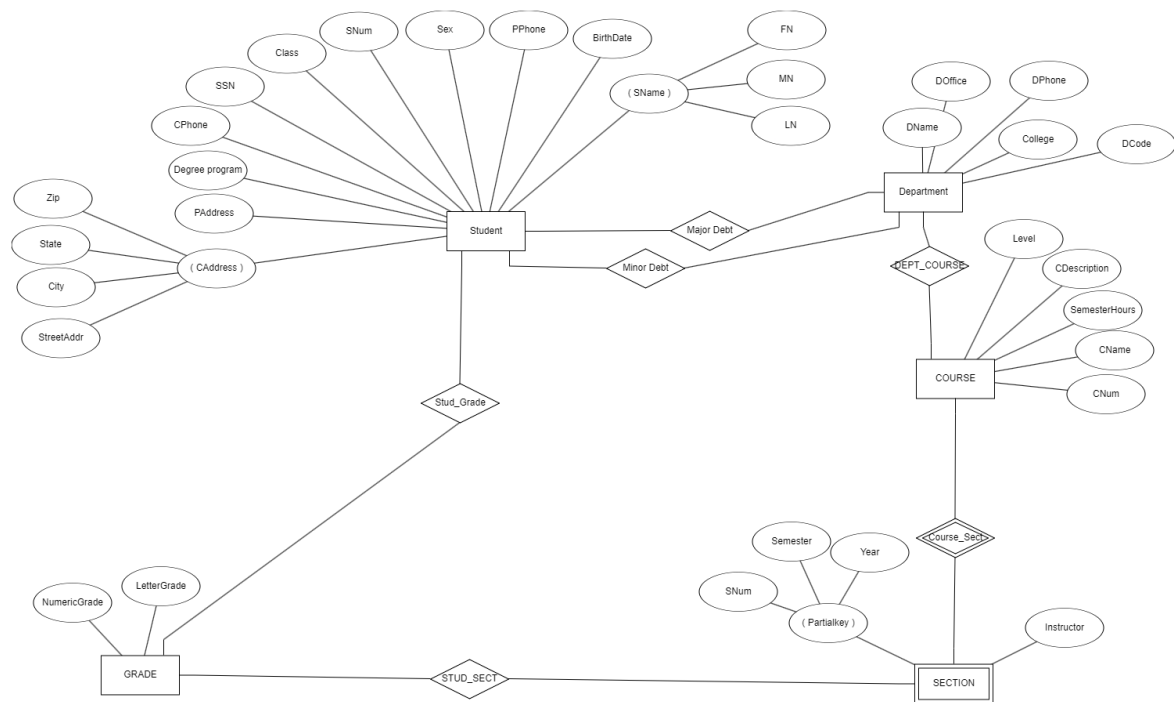 SNum
Sex
PPhone
BirthDate
FN
Class
MN
( SName )
SSN
LN
CPhone
Degree program
PAddress
Zip
State
( CAddress )
City
StreetAddr
Student
Major Debt
Minor Debt
DOffice
DPhone
DName
College
DCode
Department
DEPT_COURSE
Level
CDescription
SemesterHours
CName
CNum
COURSE
Stud_Grade
Course_Sect
Semester
Year
SNum
( Partialkey )
Instructor
LetterGrade
NumericGrade
GRADE
STUD_SECT
SECTION